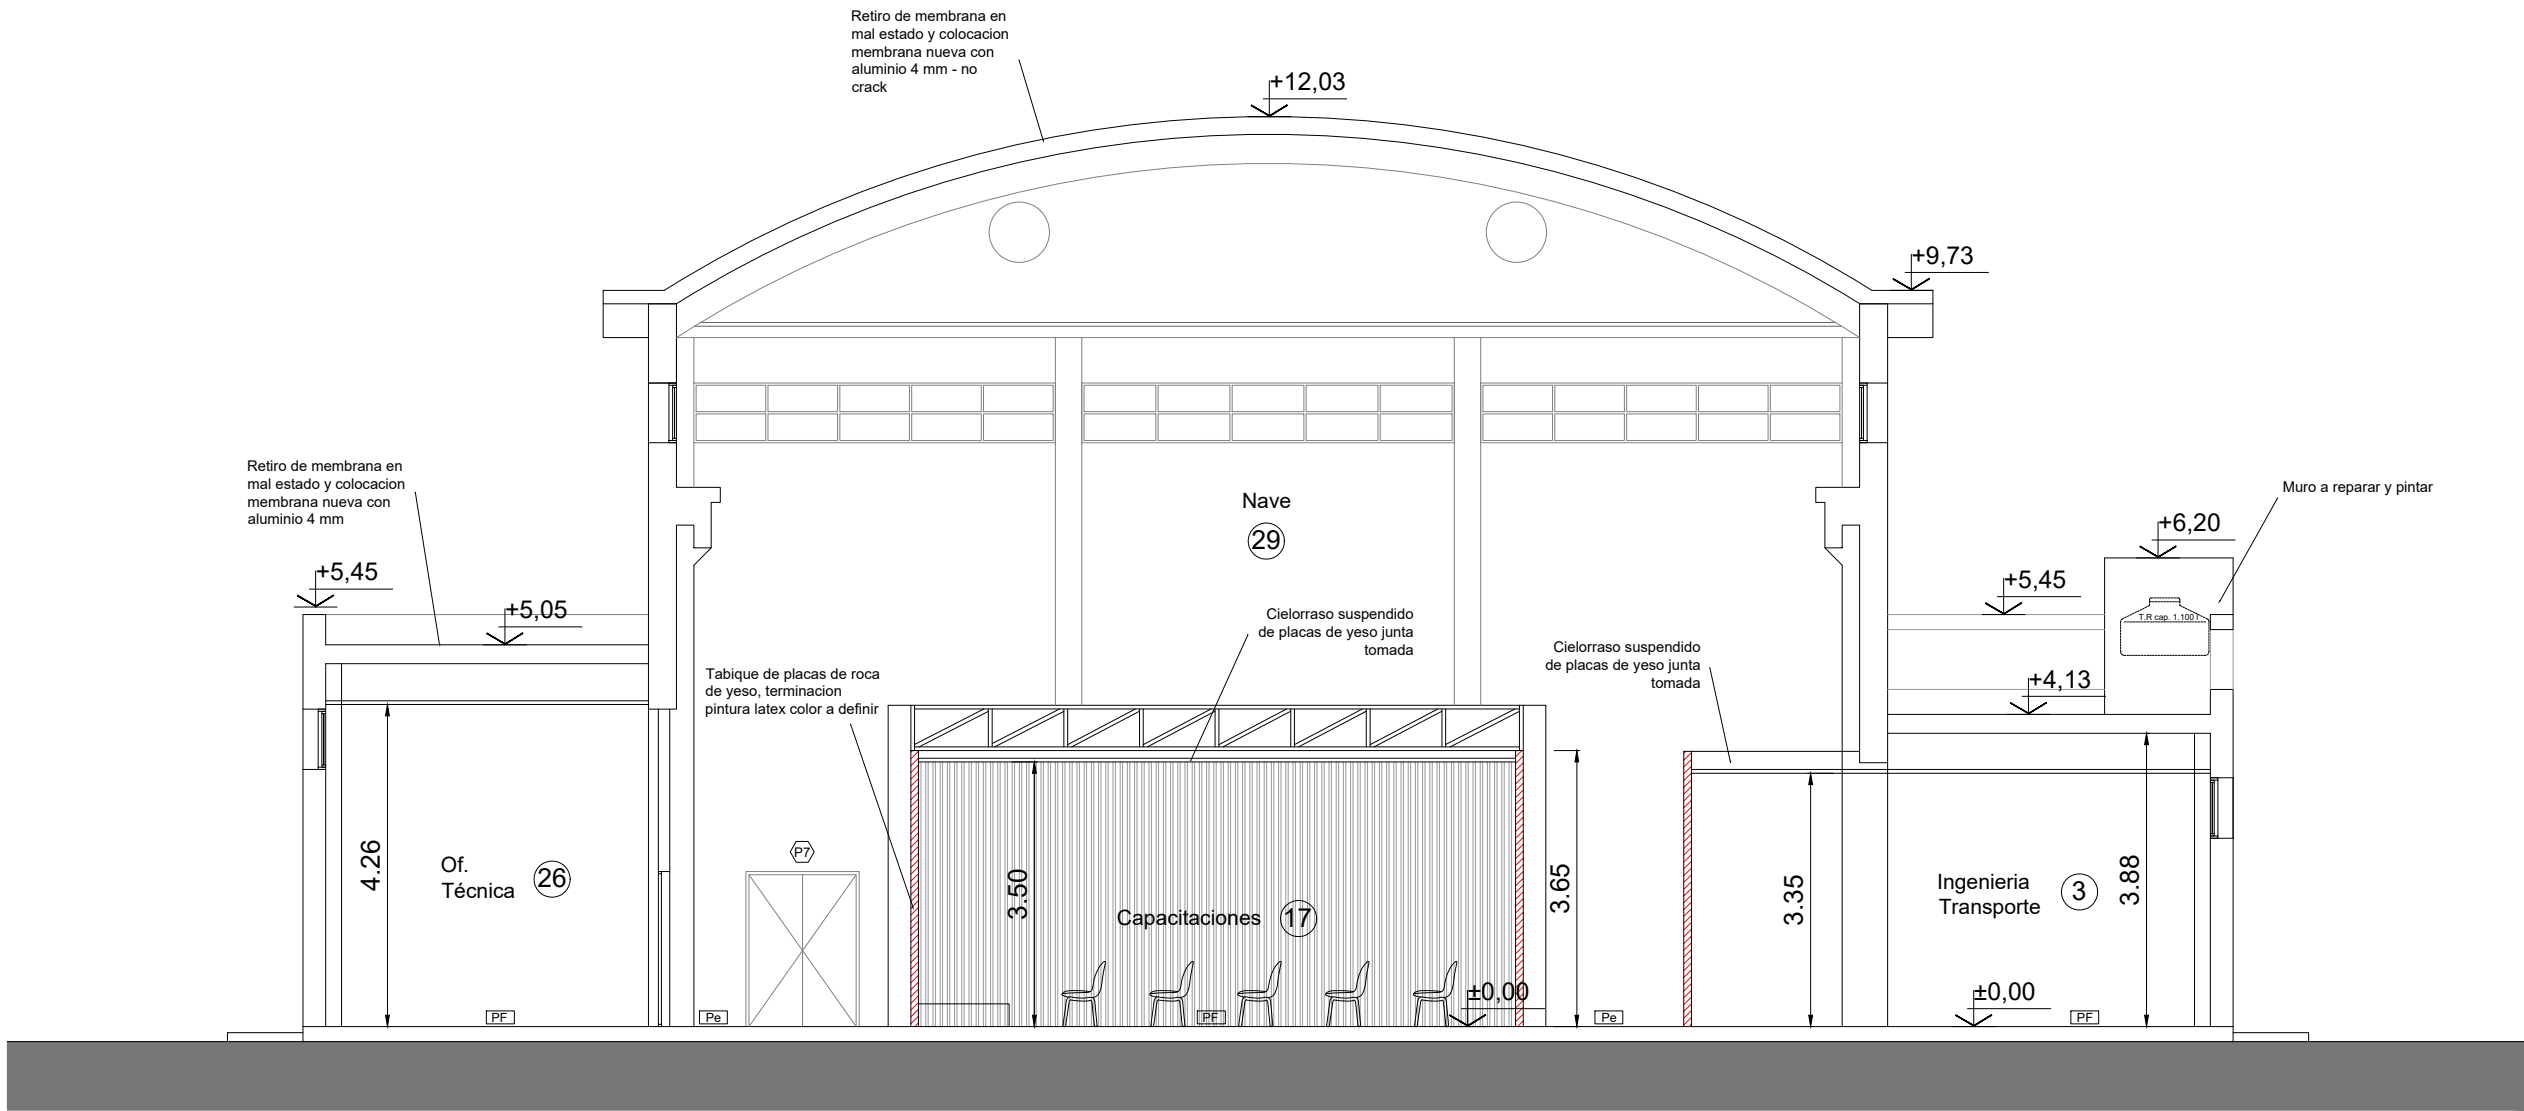 Retiro de membrana en
mal estado y colocacion
membrana nueva con
aluminio 4 mm - no
crack
+12,03
+9,73
Retiro de membrana en
mal estado y colocacion
membrana nueva con
aluminio 4 mm
Muro a reparar y pintar
Nave
29
+6,20
+5,45
+5,45
+5,05
T.R cap. 1.100 l
Cielorraso suspendido
de placas de yeso junta
tomada
Cielorraso suspendido
de placas de yeso junta
tomada
Tabique de placas de roca
de yeso, terminacion
pintura latex color a definir
+4,13
4.26
Of.
Técnica
26
P7
3.50
Capacitaciones
17
3.65
3.35
Ingenieria
Transporte
3
3.88
±0,00
±0,00
PF
Pe
PF
Pe
PF